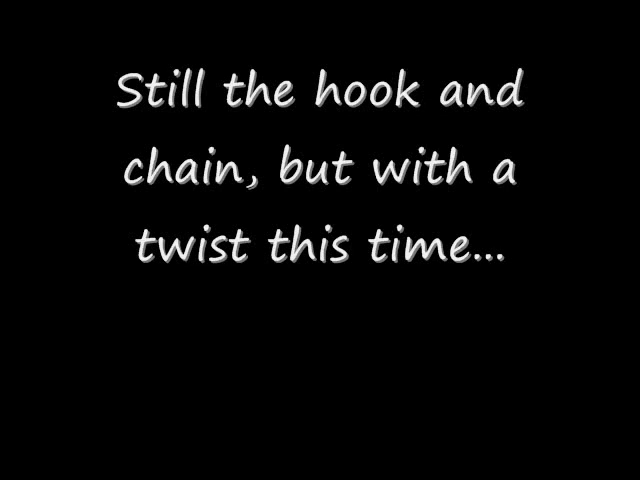 Still the hook and
chain, but with a
twist this time...